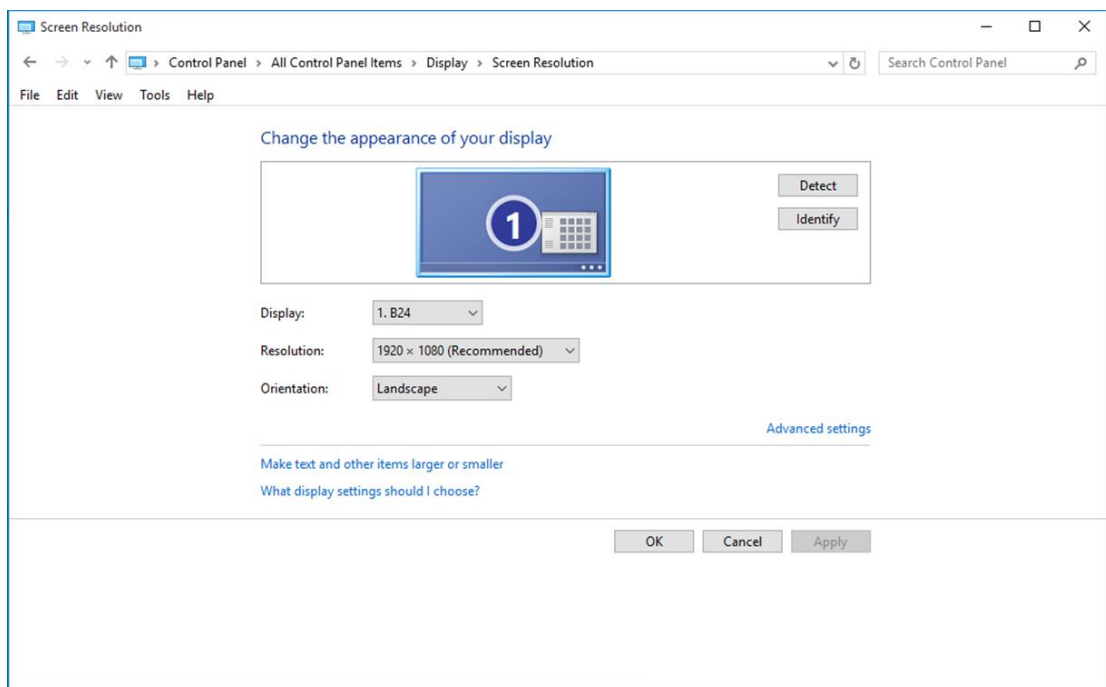 Screen Resolution
Control Panel > All Control Panel Items > Display > Screen Resolution
Search Control Panel
File Edit View Tools Help
Change the appearance of your display
1
Detect
Identify
Display: 1. B24
Resolution: 1920 × 1080 (Recommended)
Orientation: Landscape
Advanced settings
Make text and other items larger or smaller
What display settings should I choose?
OK Cancel Apply